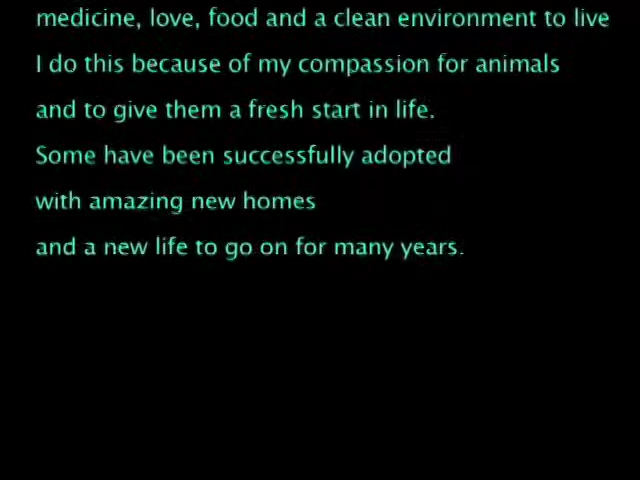 medicine, love, food and a clean environment to live
I do this because of my compassion for animals
and to give them a fresh start in life.
Some have been successfully adopted
with amazing new homes
and a new life to go on for many years.